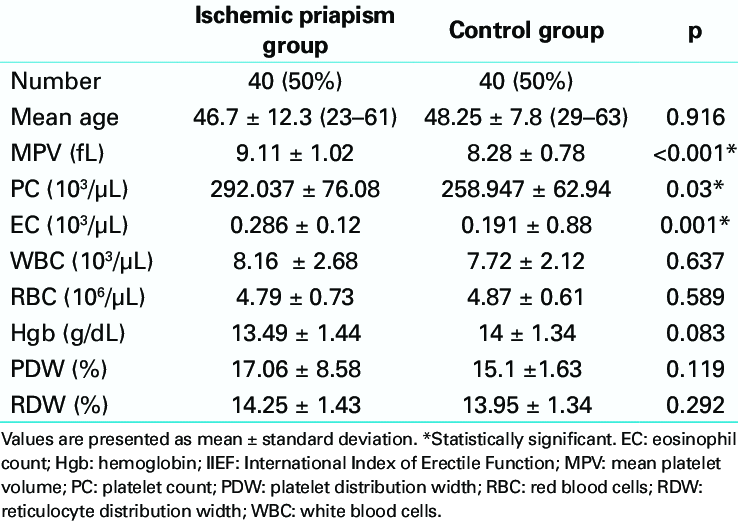 Ischemic priapism group Control group p
Number 40 (50%) 40 (50%)
Mean age 46.7 ± 12.3 (23–61) 48.25 ± 7.8 (29–63) 0.916
MPV (fL) 9.11 ± 1.02 8.28 ± 0.78 <0.001*
PC (10³/µL) 292.037 ± 76.08 258.947 ± 62.94 0.03*
EC (10³/µL) 0.286 ± 0.12 0.191 ± 0.88 0.001*
WBC (10³/µL) 8.16 ± 2.68 7.72 ± 2.12 0.637
RBC (10⁶/µL) 4.79 ± 0.73 4.87 ± 0.61 0.589
Hgb (g/dL) 13.49 ± 1.44 14 ± 1.34 0.083
PDW (%) 17.06 ± 8.58 15.1 ±1.63 0.119
RDW (%) 14.25 ± 1.43 13.95 ± 1.34 0.292
Values are presented as mean ± standard deviation. *Statistically significant. EC: eosinophil
count; Hgb: hemoglobin; IIEF: International Index of Erectile Function; MPV: mean platelet
volume; PC: platelet count; PDW: platelet distribution width; RBC: red blood cells; RDW:
reticulocyte distribution width; WBC: white blood cells.